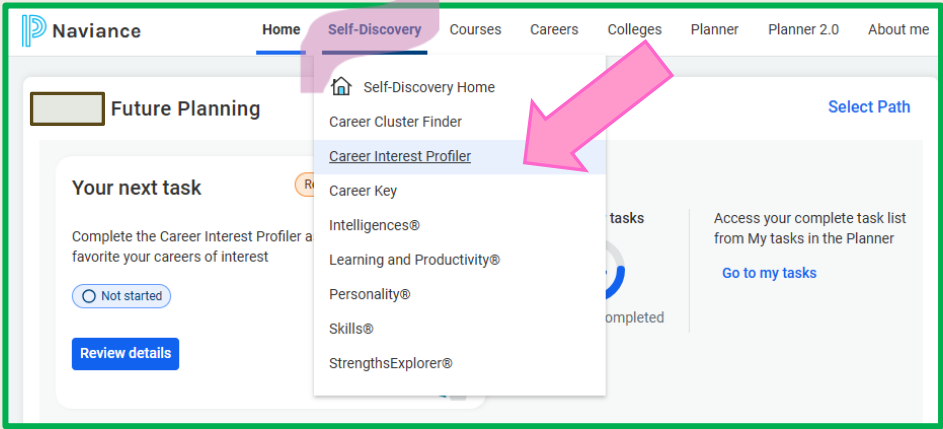 Naviance
Home Self-Discovery Courses Careers Colleges Planner Planner 2.0 About me
Self-Discovery Home
Career Cluster Finder
Career Interest Profiler
Career Key
Intelligences®
Learning and Productivity®
Personality®
Skills®
StrengthsExplorer®
Future Planning
Select Path
Your next task
Complete the Career Interest Profiler
favorite your careers of interest
Not started
Review details
tasks
Access your complete task list
from My tasks in the Planner
Go to my tasks